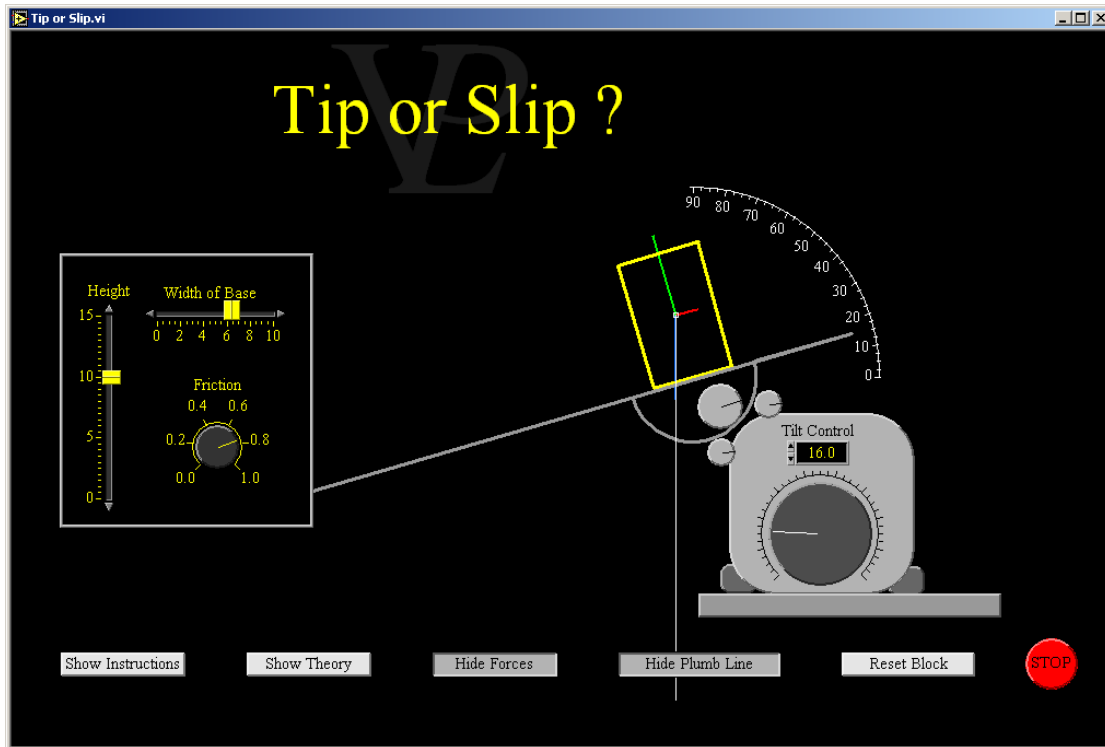 Tip or Slip.vi
VPL
Tip or Slip ?
90 80 70 60 50 40 30 20 10 0
Height
15
10
5
0
Width of Base
0 2 4 6 8 10
Friction
0.4 0.6
0.2 0.8
0.0 1.0
Tilt Control
16.0
Show Instructions
Show Theory
Hide Forces
Hide Plumb Line
Reset Block
STOP